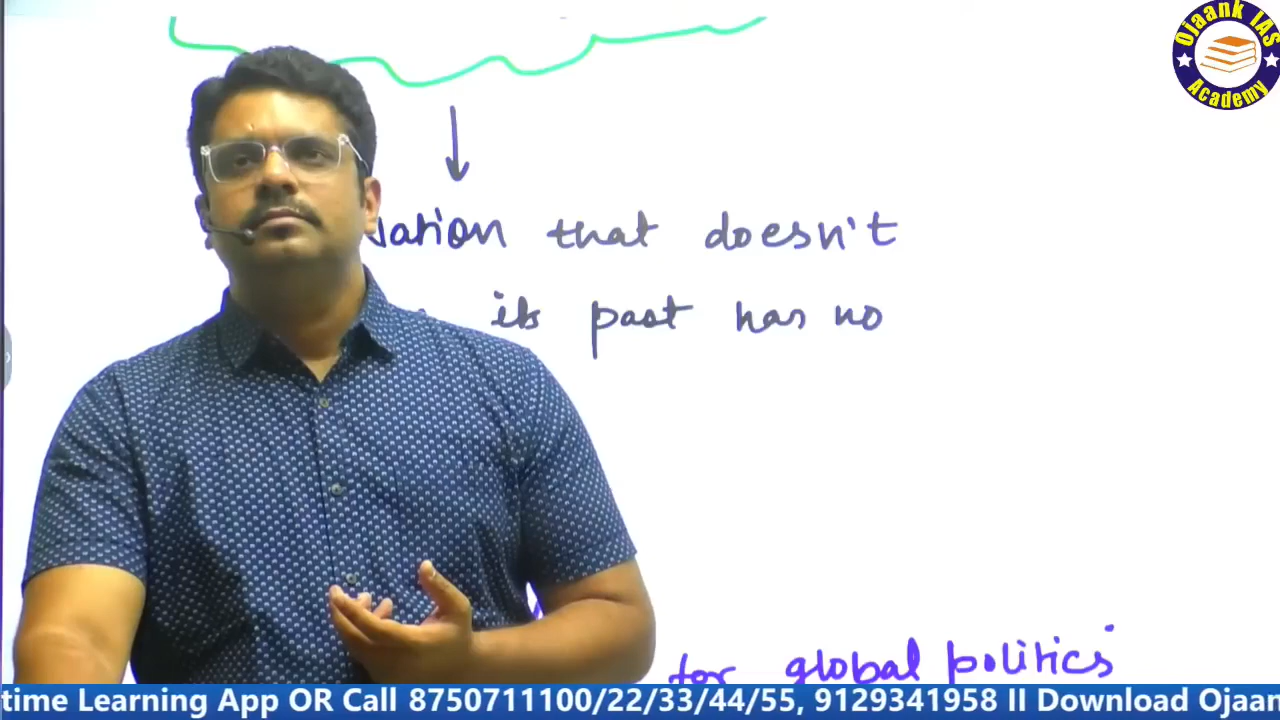 Ojaank IAS
Academy
Nation that doesn't
its past has no
for global politics
time Learning App OR Call 8750711100/22/33/44/55, 9129341958 II Download Ojaan